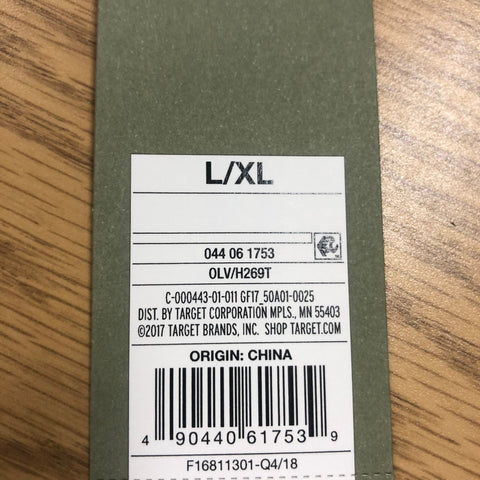 L/XL
044 06 1753
OLV/H269T
C-000443-01-011 GF17_50A01-0025
DIST. BY TARGET CORPORATION MPLS., MN 55403
©2017 TARGET BRANDS, INC. SHOP TARGET.COM
ORIGIN: CHINA
4 90440 61753 9
F16811301-Q4/18